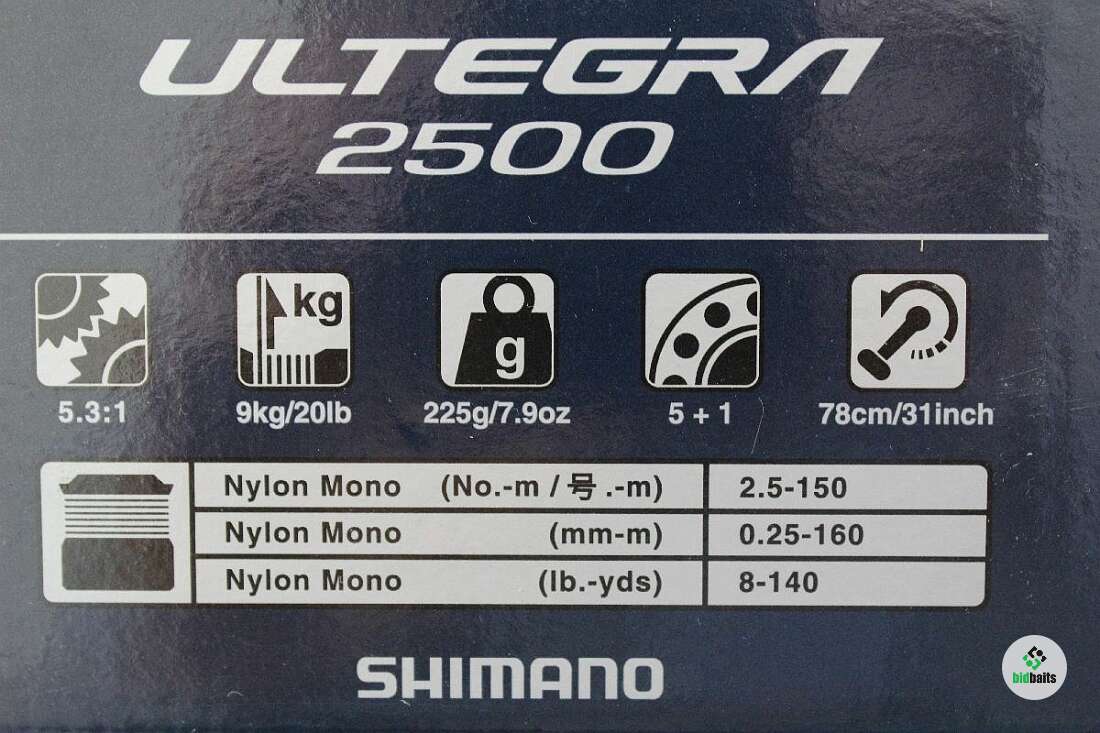 ULTEGRA
2500
kg
g
5.3:1
9kg/20lb
225g/7.9oz
5 + 1
78cm/31inch
Nylon Mono (No.-m / 号.-m) 2.5-150
Nylon Mono (mm-m) 0.25-160
Nylon Mono (lb.-yds) 8-140
SHIMANO
bidbaits